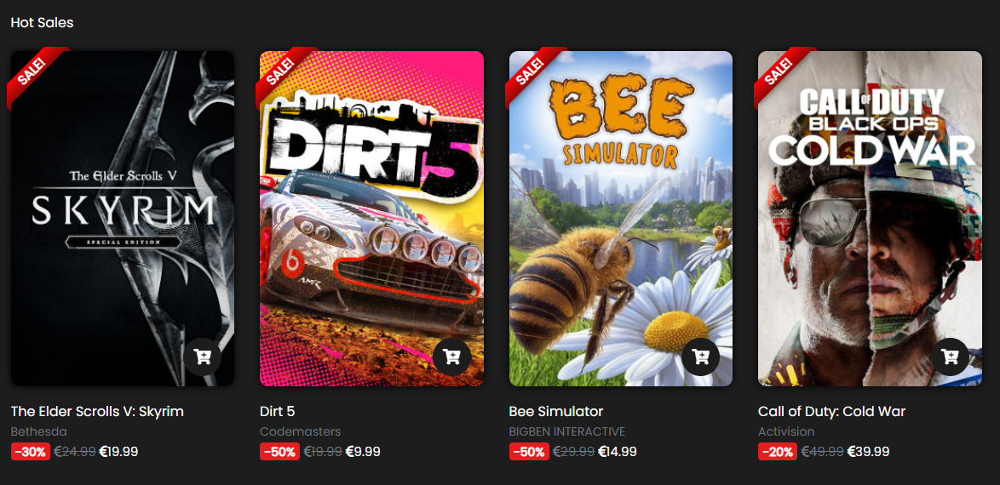 Hot Sales
SALE!
The Elder Scrolls V
SKYRIM
SPECIAL EDITION
The Elder Scrolls V: Skyrim
Bethesda
-30% €24.99 €19.99
SALE!
DIRT 5
AMR
Dirt 5
Codemasters
-50% €19.99 €9.99
SALE!
BEE
SIMULATOR
Bee Simulator
BIGBEN INTERACTIVE
-50% €29.99 €14.99
SALE!
CALL OF DUTY
BLACK OPS
COLD WAR
Call of Duty: Cold War
Activision
-20% €49.99 €39.99